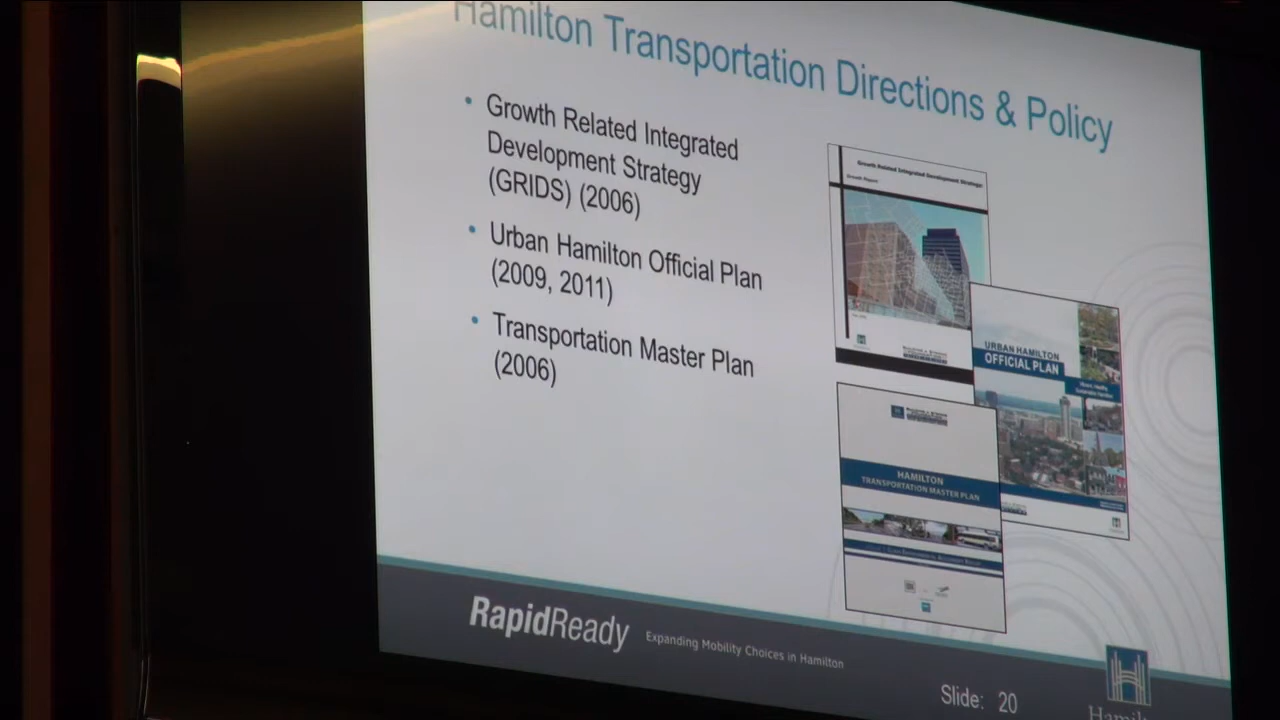 Hamilton Transportation Directions & Policy
• Growth Related Integrated
Development Strategy
(GRIDS) (2006)
• Urban Hamilton Official Plan
(2009, 2011)
• Transportation Master Plan
(2006)
Growth Related Integrated Development Strategy:
Growth Report
URBAN HAMILTON
OFFICIAL PLAN
HAMILTON
TRANSPORTATION MASTER PLAN
RapidReady Expanding Mobility Choices in Hamilton
Slide: 20